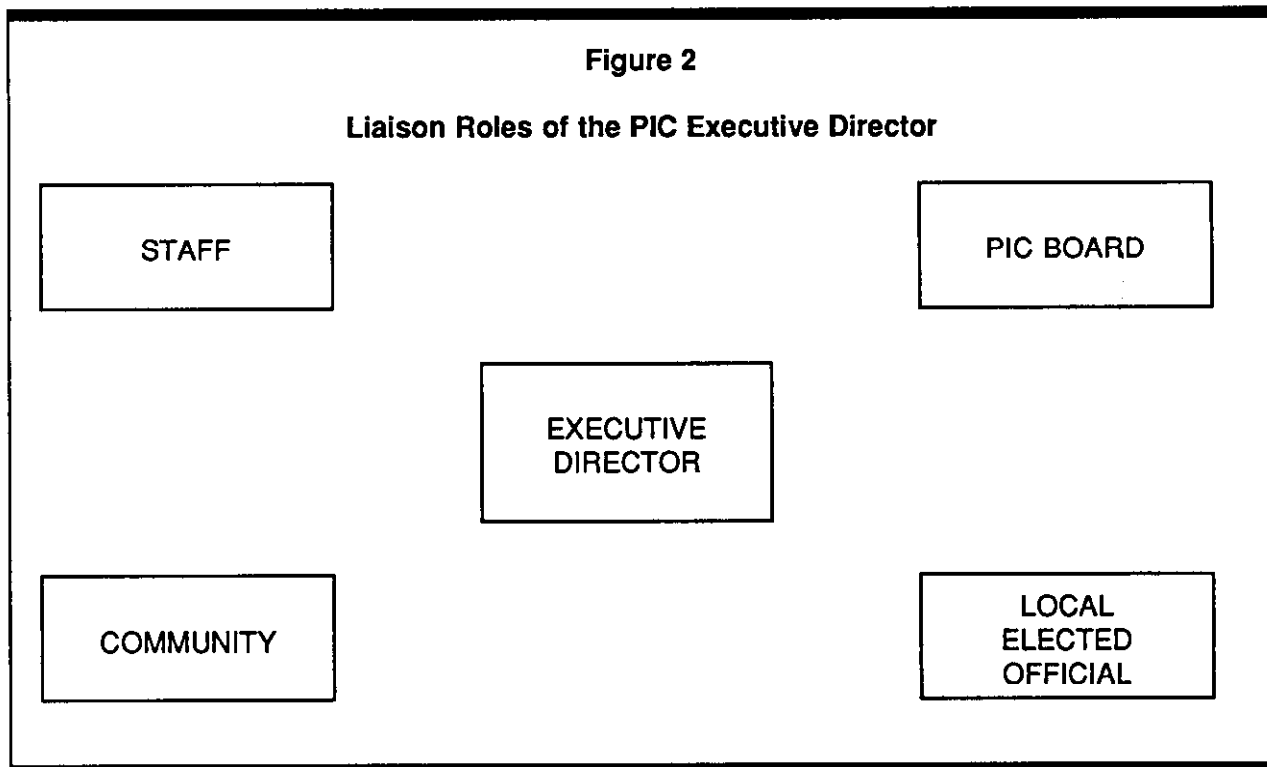 Figure 2
Liaison Roles of the PIC Executive Director
STAFF
PIC BOARD
EXECUTIVE
DIRECTOR
COMMUNITY
LOCAL
ELECTED
OFFICIAL